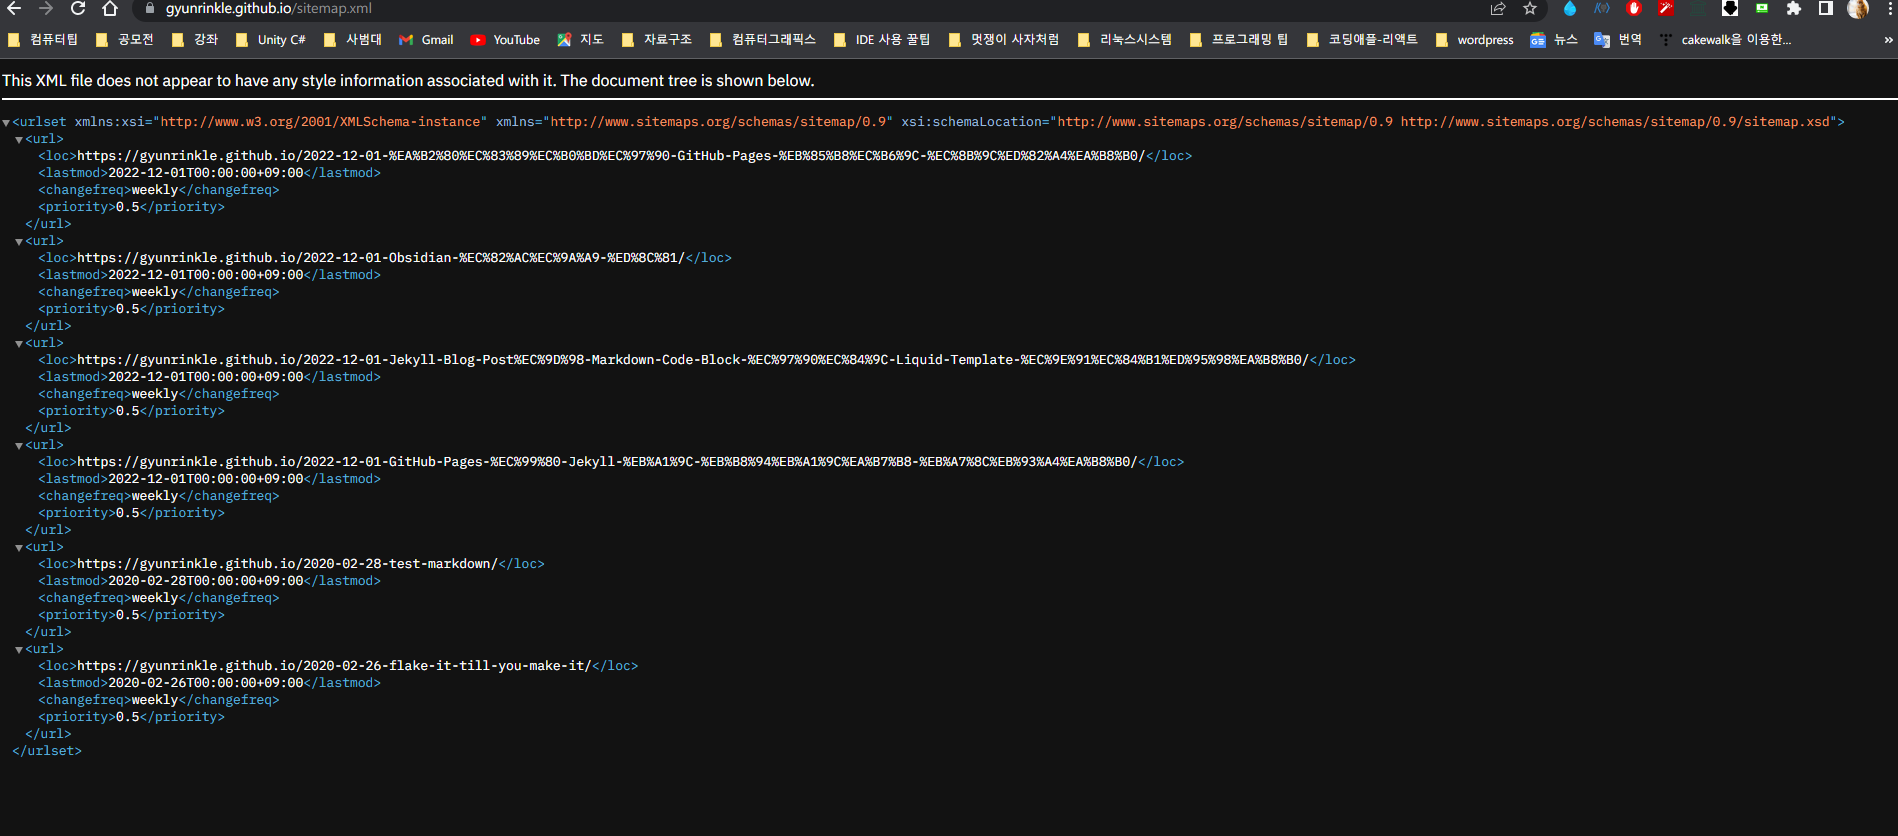 gyunrinkle.github.io/sitemap.xml
컴퓨터팁 공모전 강좌 Unity C# 사범대 Gmail YouTube 지도 자료구조 컴퓨터그래픽스 IDE 사용 꿀팁 멋쟁이 사자처럼 리눅스시스템 프로그래밍 팁 코딩애플-리액트 wordpress 뉴스 번역 cakewalk을 이용한... »
This XML file does not appear to have any style information associated with it. The document tree is shown below.
<urlset xmlns:xsi="http://www.w3.org/2001/XMLSchema-instance" xmlns="http://www.sitemaps.org/schemas/sitemap/0.9" xsi:schemaLocation="http://www.sitemaps.org/schemas/sitemap/0.9 http://www.sitemaps.org/schemas/sitemap/0.9/sitemap.xsd">
<url>
<loc>https://gyunrinkle.github.io/2022-12-01-%EA%B2%80%EC%83%89%EC%B0%BD%EC%97%90-GitHub-Pages-%EB%85%B8%EC%B6%9C-%EC%8B%9C%ED%82%A4%EA%B8%B0/</loc>
<lastmod>2022-12-01T00:00:00+09:00</lastmod>
<changefreq>weekly</changefreq>
<priority>0.5</priority>
</url>
<url>
<loc>https://gyunrinkle.github.io/2022-12-01-Obsidian-%EC%82%AC%EC%9A%A9-%ED%8C%81/</loc>
<lastmod>2022-12-01T00:00:00+09:00</lastmod>
<changefreq>weekly</changefreq>
<priority>0.5</priority>
</url>
<url>
<loc>https://gyunrinkle.github.io/2022-12-01-Jekyll-Blog-Post%EC%9D%98-Markdown-Code-Block-%EC%97%90%EC%84%9C-Liquid-Template-%EC%9E%91%EC%84%B1%ED%95%98%EA%B8%B0/</loc>
<lastmod>2022-12-01T00:00:00+09:00</lastmod>
<changefreq>weekly</changefreq>
<priority>0.5</priority>
</url>
<url>
<loc>https://gyunrinkle.github.io/2022-12-01-GitHub-Pages-%EC%99%80-Jekyll-%EB%A1%9C-%EB%B8%94%EB%A1%9C%EA%B7%B8-%EB%A7%8C%EB%93%A4%EA%B8%B0/</loc>
<lastmod>2022-12-01T00:00:00+09:00</lastmod>
<changefreq>weekly</changefreq>
<priority>0.5</priority>
</url>
<url>
<loc>https://gyunrinkle.github.io/2020-02-28-test-markdown/</loc>
<lastmod>2020-02-28T00:00:00+09:00</lastmod>
<changefreq>weekly</changefreq>
<priority>0.5</priority>
</url>
<url>
<loc>https://gyunrinkle.github.io/2020-02-26-flake-it-till-you-make-it/</loc>
<lastmod>2020-02-26T00:00:00+09:00</lastmod>
<changefreq>weekly</changefreq>
<priority>0.5</priority>
</url>
</urlset>